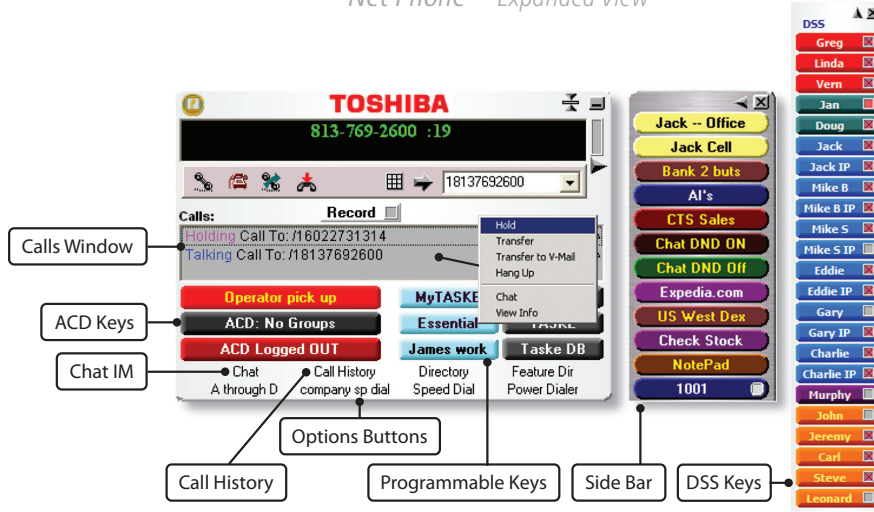 Net Phone Expanded View
TOSHIBA
813-769-2600 :19
18137692600
Calls:
Record
Holding Call To: /16022731314
Talking Call To: /18137692600
Hold
Transfer
Transfer to V-Mail
Hang Up
Chat
View Info
Operator pick up
MyTASKE
ACD: No Groups
Essential
TASKE
ACD Logged OUT
James work
Taske DB
Chat
Call History
Directory
Feature Dir
A through D
company sp dial
Speed Dial
Power Dialer
Calls Window
ACD Keys
Chat IM
Options Buttons
Call History
Programmable Keys
Side Bar
DSS Keys
Jack -- Office
Jack Cell
Bank 2 buts
Al's
CTS Sales
Chat DND ON
Chat DND Off
Expedia.com
US West Dex
Check Stock
NotePad
1001
DSS
Greg
Linda
Vern
Jan
Doug
Jack
Jack IP
Mike B
Mike B IP
Mike S
Mike S IP
Eddie
Eddie IP
Gary
Gary IP
Charlie
Charlie IP
Murphy
John
Jeremy
Carl
Steve
Leonard